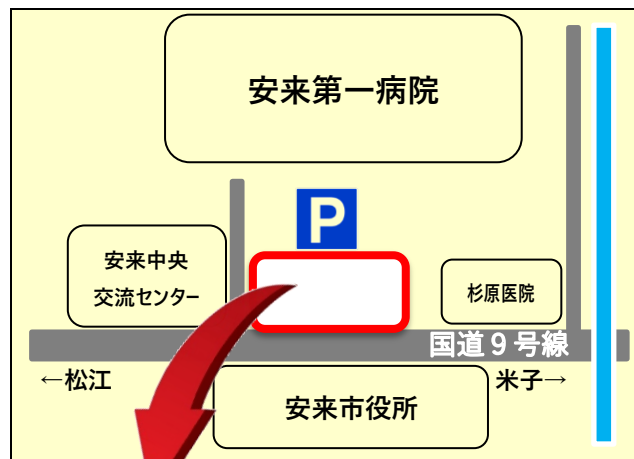 安来第一病院
P
安来中央
交流センター
杉原医院
国道９号線
←松江
米子→
安来市役所